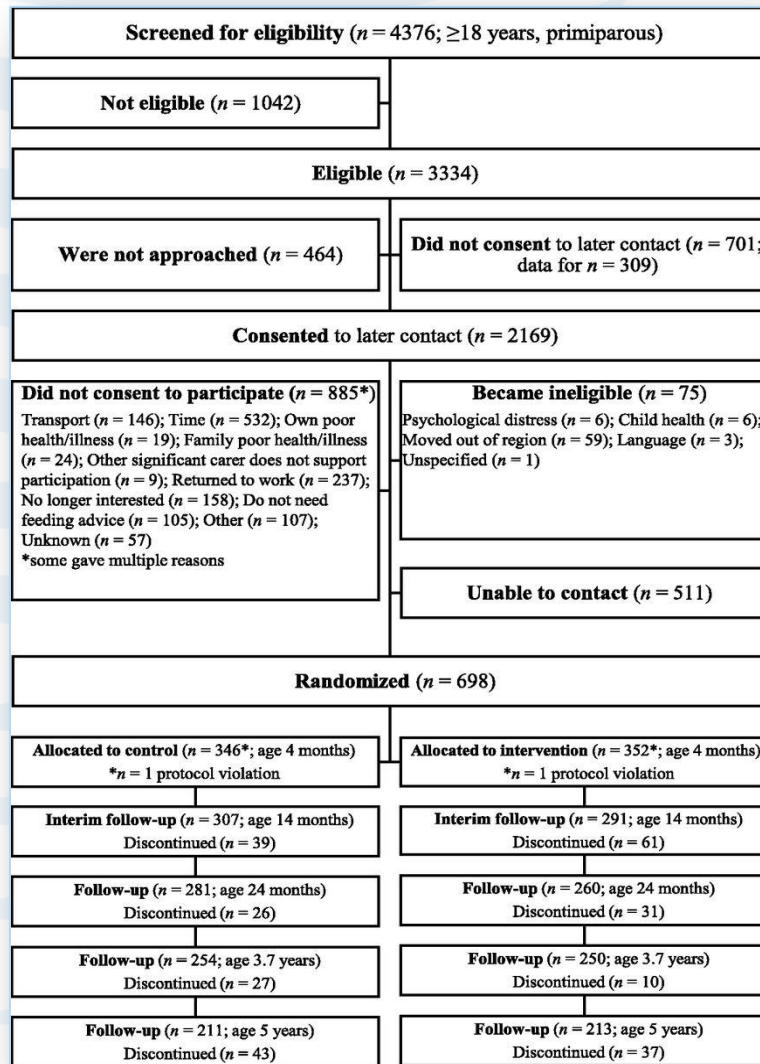 Screened for eligibility (n = 4376; ≥18 years, primiparous)
Not eligible (n = 1042)
Eligible (n = 3334)
Were not approached (n = 464)
Did not consent to later contact (n = 701;
data for n = 309)
Consented to later contact (n = 2169)
Did not consent to participate (n = 885*)
Transport (n = 146); Time (n = 532); Own poor
health/illness (n = 19); Family poor health/illness
(n = 24); Other significant carer does not support
participation (n = 9); Returned to work (n = 237);
No longer interested (n = 158); Do not need
feeding advice (n = 105); Other (n = 107);
Unknown (n = 57)
*some gave multiple reasons
Became ineligible (n = 75)
Psychological distress (n = 6); Child health (n = 6);
Moved out of region (n = 59); Language (n = 3);
Unspecified (n = 1)
Unable to contact (n = 511)
Randomized (n = 698)
Allocated to control (n = 346*; age 4 months)
*n = 1 protocol violation
Allocated to intervention (n = 352*; age 4 months)
*n = 1 protocol violation
Interim follow-up (n = 307; age 14 months)
Discontinued (n = 39)
Interim follow-up (n = 291; age 14 months)
Discontinued (n = 61)
Follow-up (n = 281; age 24 months)
Discontinued (n = 26)
Follow-up (n = 260; age 24 months)
Discontinued (n = 31)
Follow-up (n = 254; age 3.7 years)
Discontinued (n = 27)
Follow-up (n = 250; age 3.7 years)
Discontinued (n = 10)
Follow-up (n = 211; age 5 years)
Discontinued (n = 43)
Follow-up (n = 213; age 5 years)
Discontinued (n = 37)